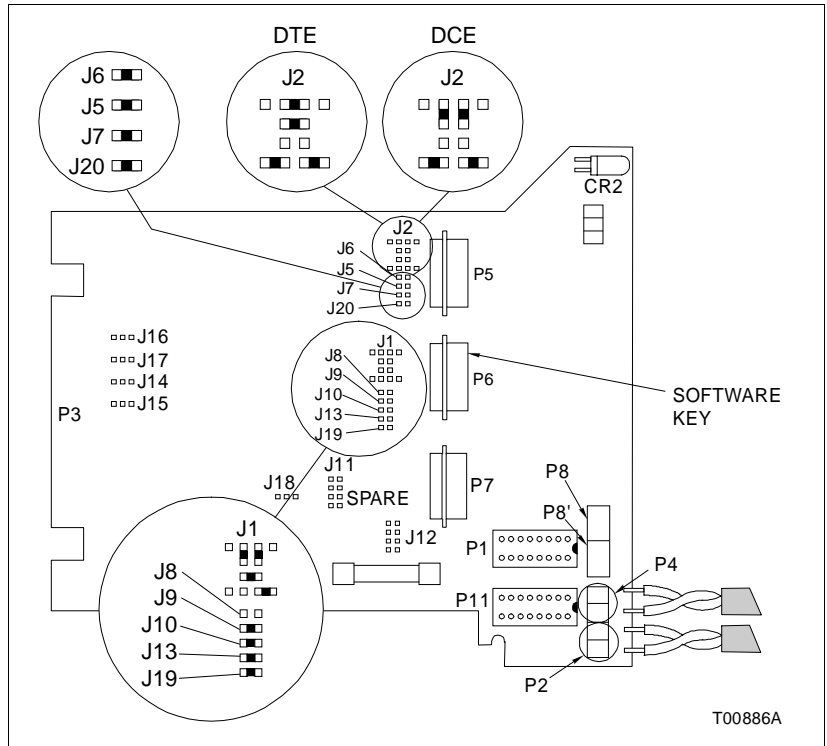 DTE
DCE
J6
J5
J7
J20
J2
J2
CR2
J2
J6
J5
J7
J20
P5
J16
J17
J14
J15
P3
J1
J8
J9
J10
J13
J19
P6
SOFTWARE
KEY
J11
J18
SPARE
P7
J12
P8
P8'
P1
P4
P11
J1
J8
J9
J10
J13
J19
P2
T00886A